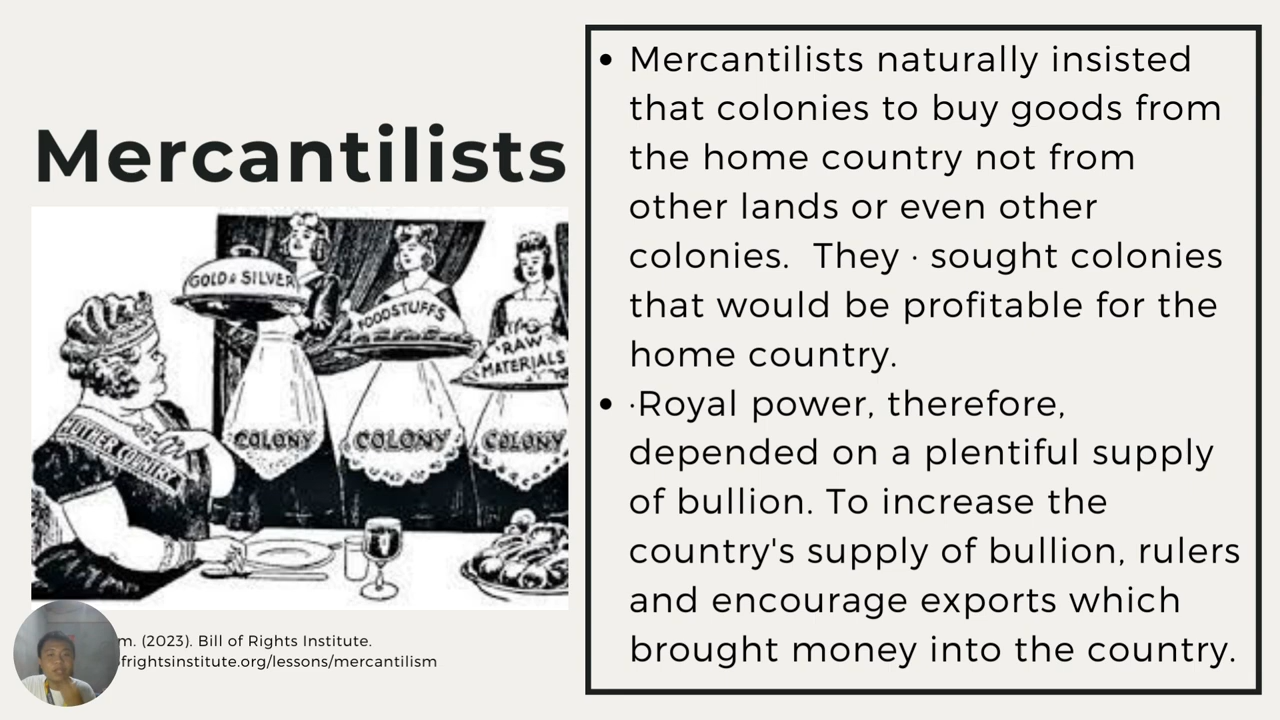 Mercantilists
GOLD & SILVER
FOODSTUFFS
RAW
MATERIALS
MOTHER COUNTRY
COLONY
COLONY
COLONY
m. (2023). Bill of Rights Institute.
frightsinstitute.org/lessons/mercantilism
• Mercantilists naturally insisted
that colonies to buy goods from
the home country not from
other lands or even other
colonies.  They · sought colonies
that would be profitable for the
home country.
• ·Royal power, therefore,
depended on a plentiful supply
of bullion. To increase the
country's supply of bullion, rulers
and encourage exports which
brought money into the country.